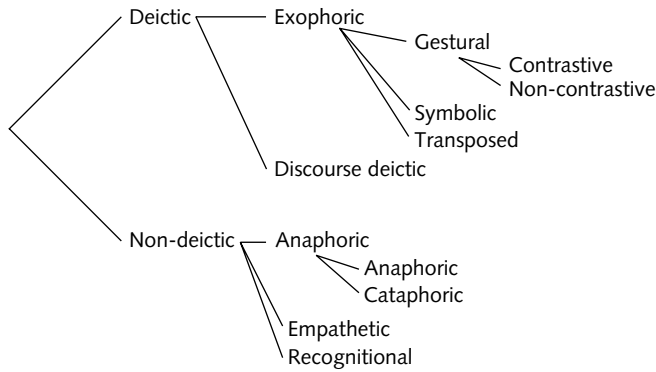 Deictic
Exophoric
Gestural
Contrastive
Non-contrastive
Symbolic
Transposed
Discourse deictic
Non-deictic
Anaphoric
Anaphoric
Cataphoric
Empathetic
Recognitional